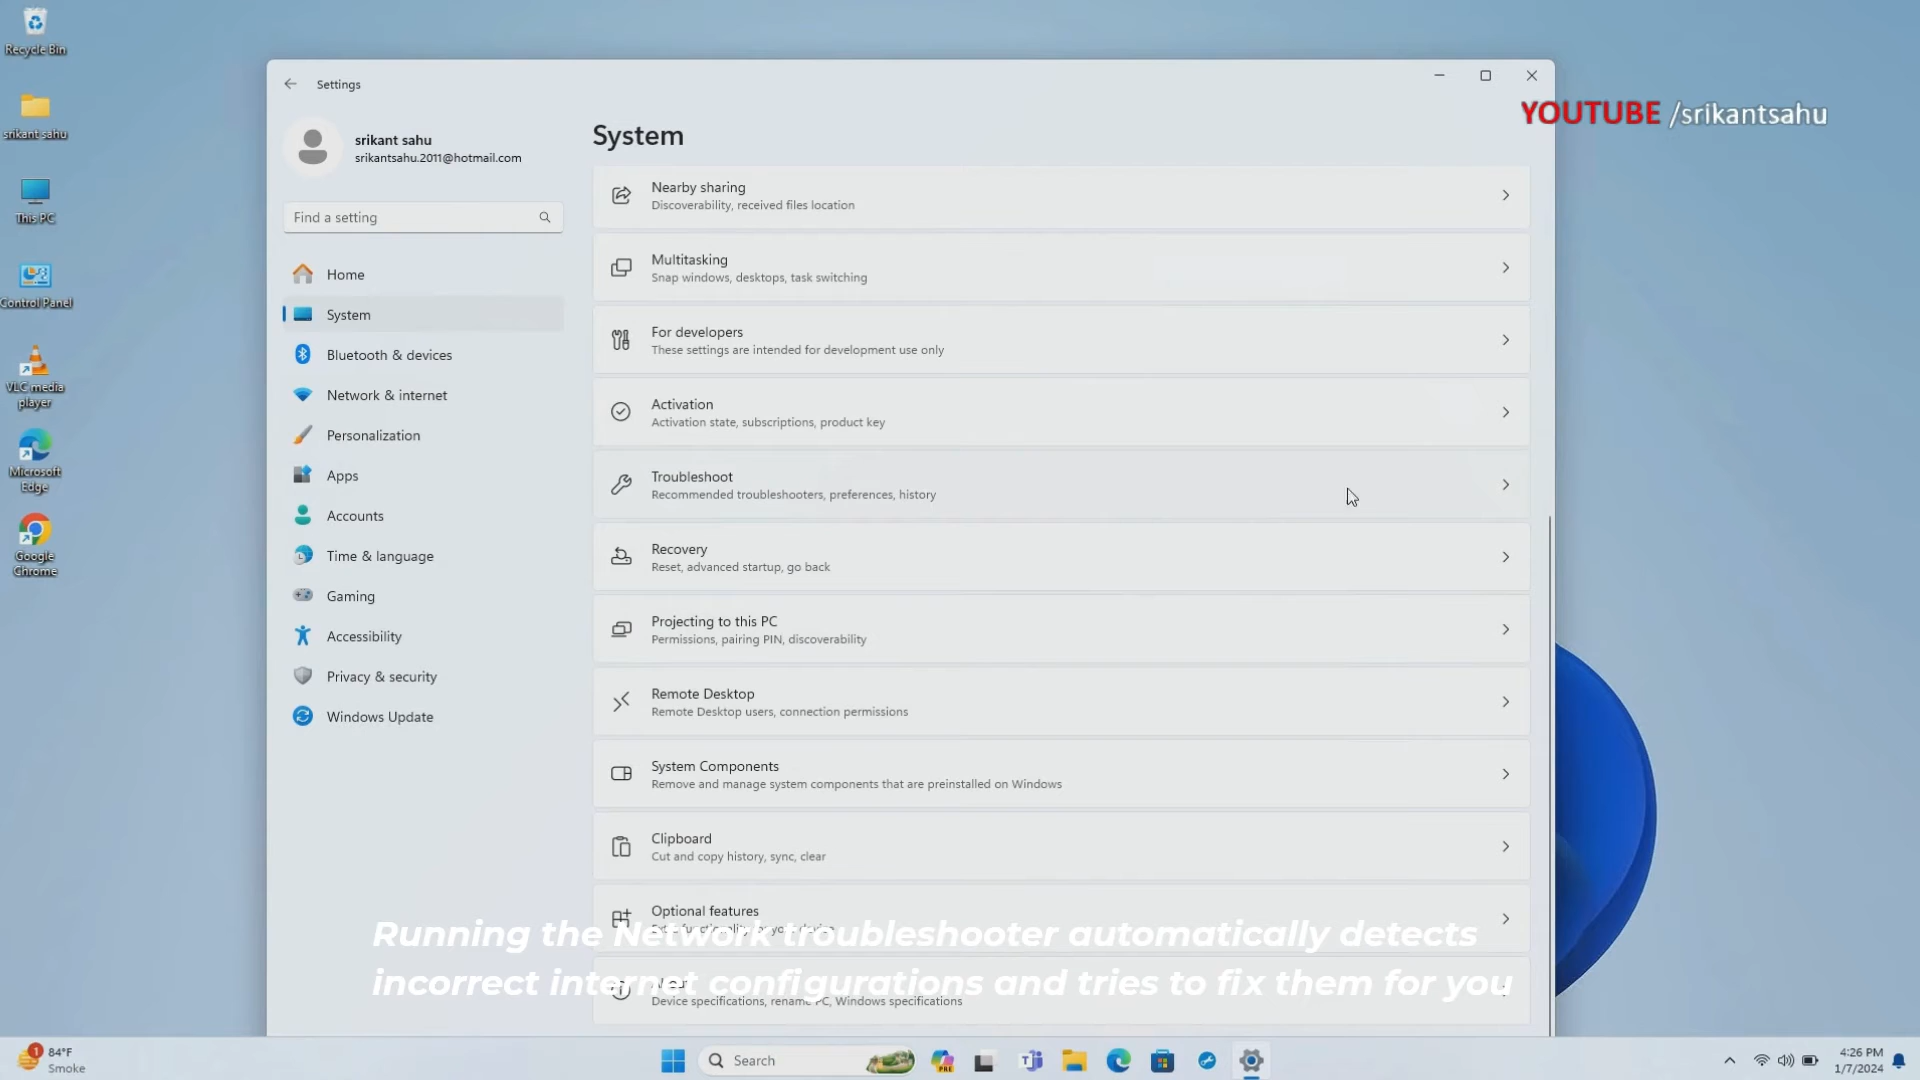 Recycle Bin
srikant sahu
This PC
Control Panel
VLC media
player
Microsoft
Edge
Google
Chrome
Settings
srikant sahu
srikantsahu.2011@hotmail.com
Find a setting
Home
System
Bluetooth & devices
Network & internet
Personalization
Apps
Accounts
Time & language
Gaming
Accessibility
Privacy & security
Windows Update
System
Nearby sharing
Discoverability, received files location
Multitasking
Snap windows, desktops, task switching
For developers
These settings are intended for development use only
Activation
Activation state, subscriptions, product key
Troubleshoot
Recommended troubleshooters, preferences, history
Recovery
Reset, advanced startup, go back
Projecting to this PC
Permissions, pairing PIN, discoverability
Remote Desktop
Remote Desktop users, connection permissions
System Components
Remove and manage system components that are preinstalled on Windows
Clipboard
Cut and copy history, sync, clear
Optional features
Device specifications, rename PC, Windows specifications
YOUTUBE /srikantsahu
Running the Network troubleshooter automatically detects
incorrect internet configurations and tries to fix them for you
1
84°F
Smoke
Search
PRE
4:26 PM
1/7/2024